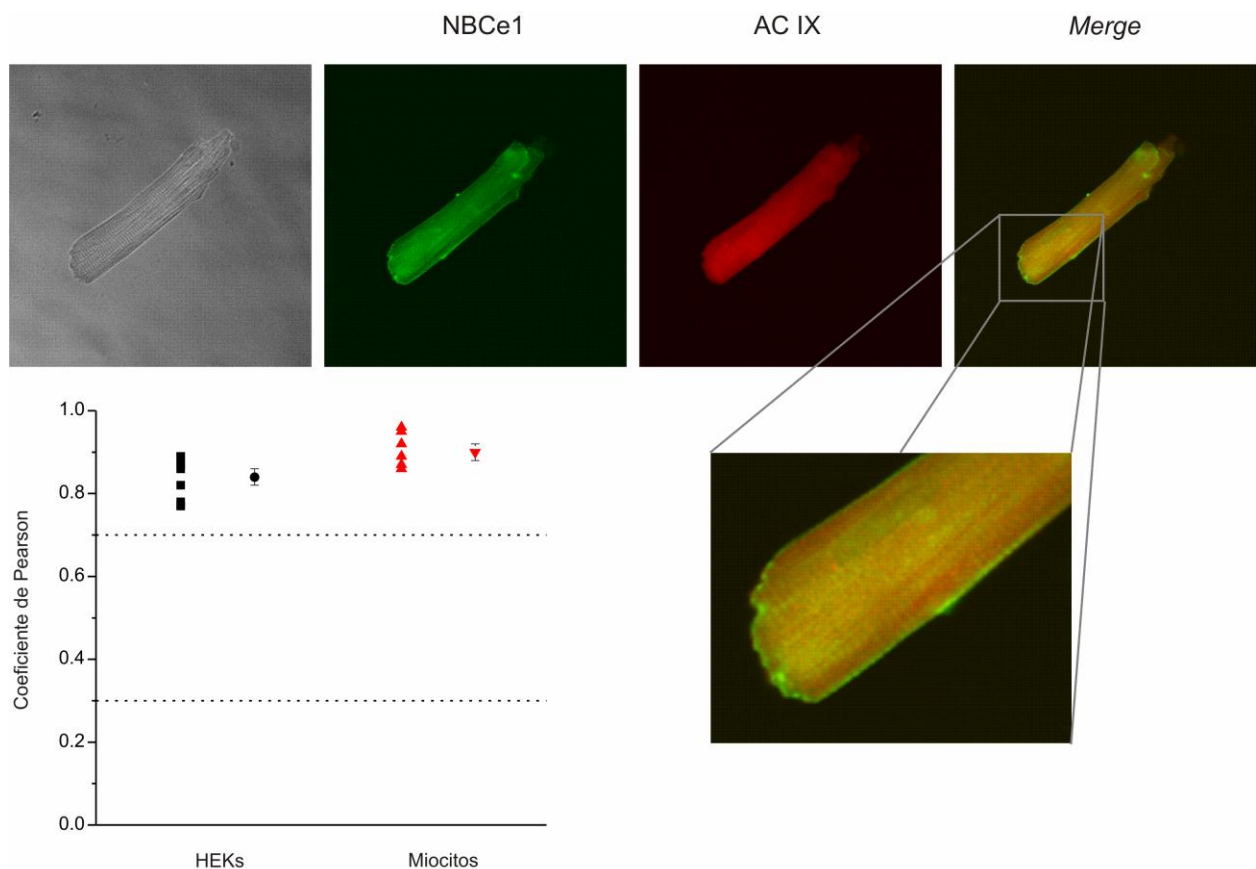 NBCe1
AC IX
Merge
1.0
0.8
0.6
0.4
0.2
0.0
Coeficiente de Pearson
HEKs
Miocitos